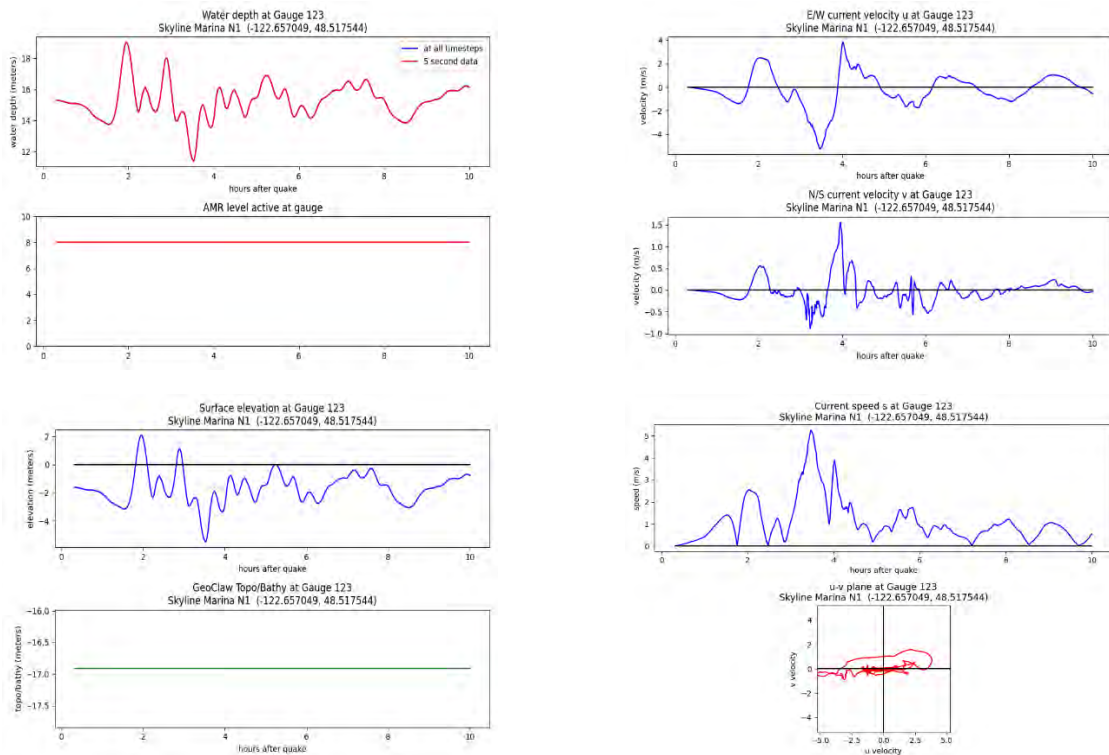 Water depth at Gauge 123
Skyline Marina N1 (-122.657049, 48.517544)
water depth (meters)
18
16
14
12
at all timesteps
5 second data
0 2 4 6 8 10
hours after quake
AMR level active at gauge
10
8
6
4
2
0
0 2 4 6 8 10
Surface elevation at Gauge 123
Skyline Marina N1 (-122.657049, 48.517544)
elevation (meters)
2
0
−2
−4
0 2 4 6 8 10
hours after quake
GeoClaw Topo/Bathy at Gauge 123
Skyline Marina N1 (-122.657049, 48.517544)
topo/bathy (meters)
−16.0
−16.5
−17.0
−17.5
0 2 4 6 8 10
hours after quake
E/W current velocity u at Gauge 123
Skyline Marina N1 (-122.657049, 48.517544)
velocity (m/s)
4
2
0
−2
−4
0 2 4 6 8 10
hours after quake
N/S current velocity v at Gauge 123
Skyline Marina N1 (-122.657049, 48.517544)
velocity (m/s)
1.5
1.0
0.5
0.0
−0.5
−1.0
0 2 4 6 8 10
hours after quake
Current speed s at Gauge 123
Skyline Marina N1 (-122.657049, 48.517544)
speed (m/s)
5
4
3
2
1
0
0 2 4 6 8 10
hours after quake
u-v plane at Gauge 123
Skyline Marina N1 (-122.657049, 48.517544)
v velocity
4
2
0
−2
−4
−5.0 −2.5 0.0 2.5 5.0
u velocity